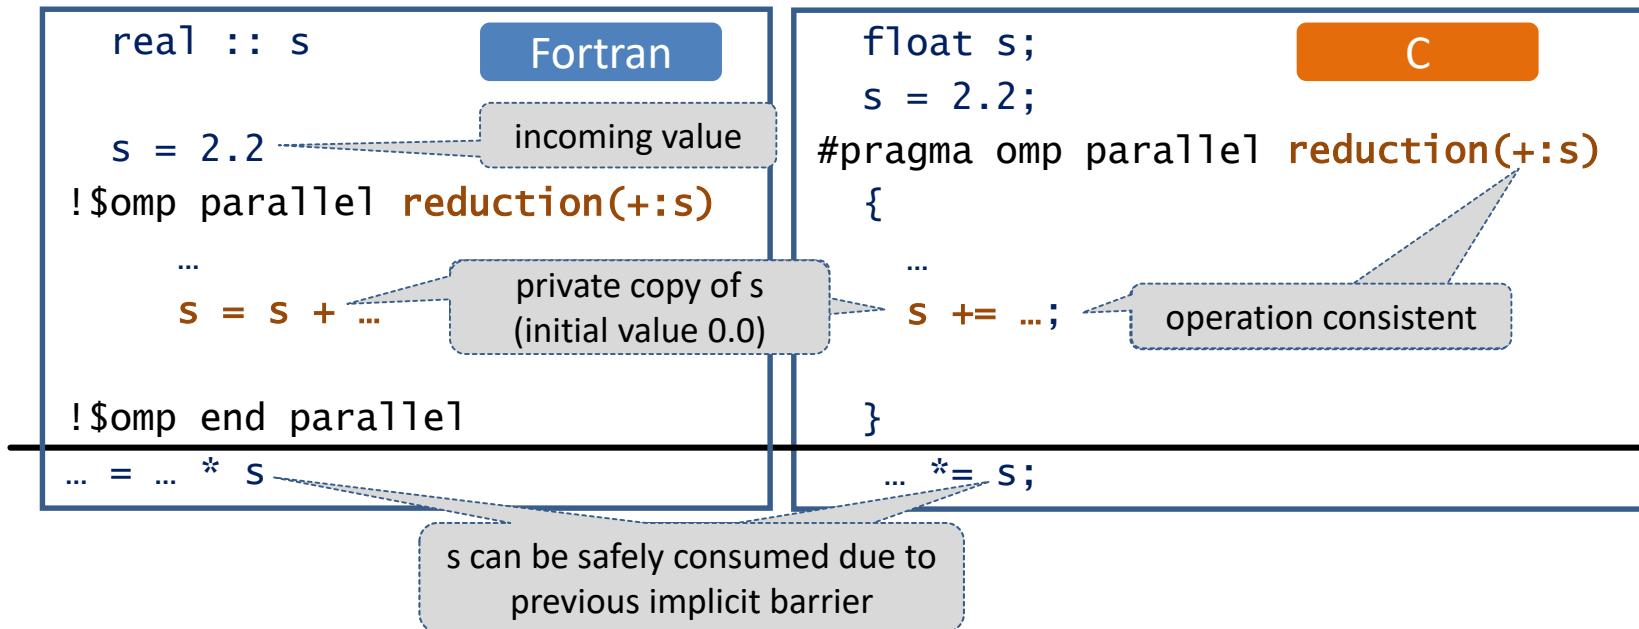 real :: s
Fortran
s = 2.2
incoming value
!$omp parallel reduction(+:s)
…
s = s + …
private copy of s
(initial value 0.0)
!$omp end parallel
… = … * s
float s;
C
s = 2.2;
#pragma omp parallel reduction(+:s)
{
…
s += …;
operation consistent
}
… *= s;
s can be safely consumed due to
previous implicit barrier